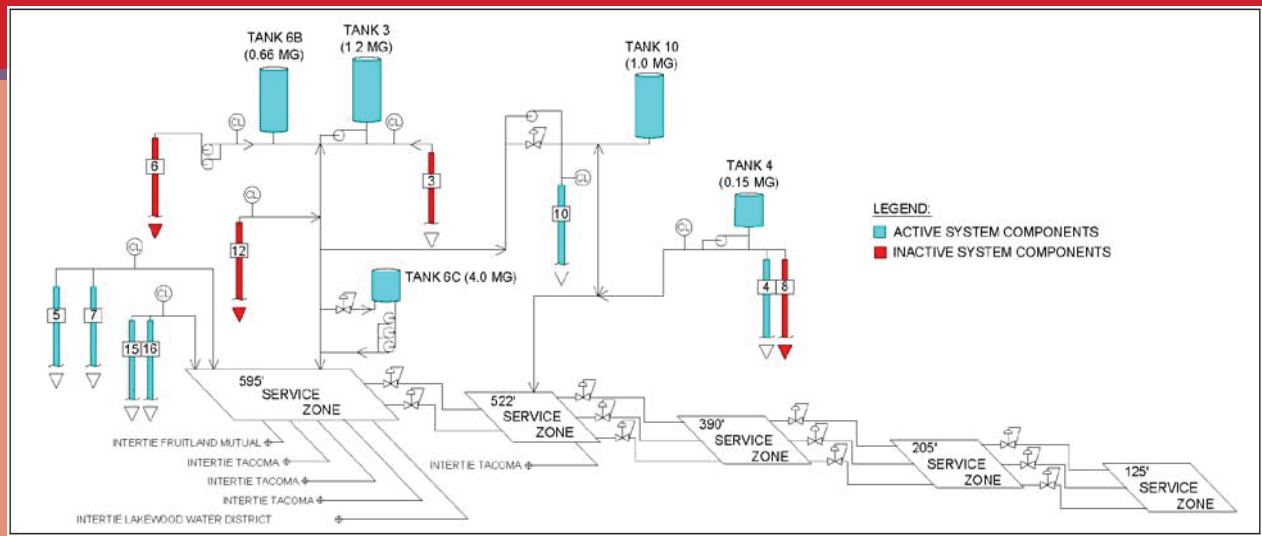 TANK 6B
(0.66 MG)
TANK 3
(1.2 MG)
TANK 10
(1.0 MG)
CL
CL
6
3
CL
10
TANK 4
(0.15 MG)
CL
12
CL
4
8
LEGEND:
ACTIVE SYSTEM COMPONENTS
INACTIVE SYSTEM COMPONENTS
CL
TANK 6C (4.0 MG)
5
7
CL
15
16
595'
SERVICE
ZONE
522'
SERVICE
ZONE
390'
SERVICE
ZONE
205'
SERVICE
ZONE
125'
SERVICE
ZONE
INTERTIE FRUITLAND MUTUAL
INTERTIE TACOMA
INTERTIE TACOMA
INTERTIE TACOMA
INTERTIE LAKEWOOD WATER DISTRICT
INTERTIE TACOMA